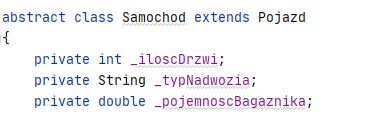 abstract class Samochod extends Pojazd
{
private int _iloscDrzwi;
private String _typNadwozia;
private double _pojemnoscBagaznika;